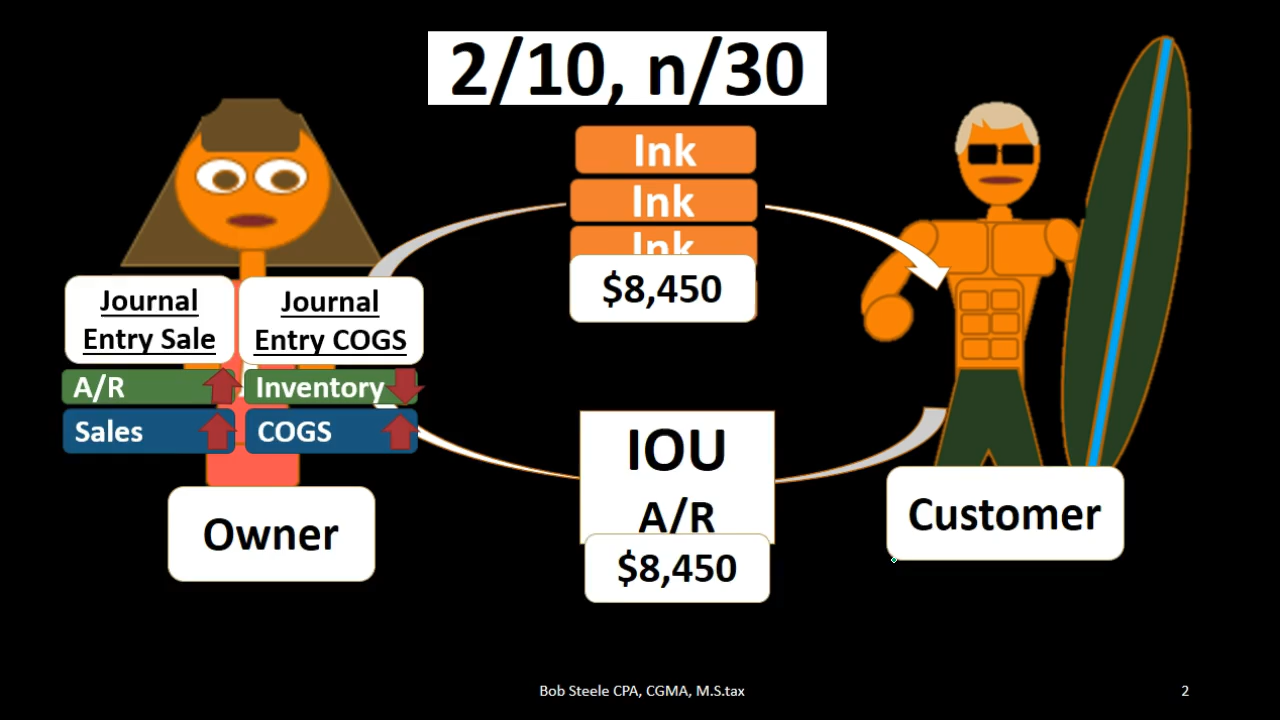 2/10, n/30
Ink
Ink
Ink
$8,450
Journal
Entry Sale
Journal
Entry COGS
A/R
Inventory
Sales
COGS
IOU
A/R
$8,450
Owner
Customer
Bob Steele CPA, CGMA, M.S.tax
2